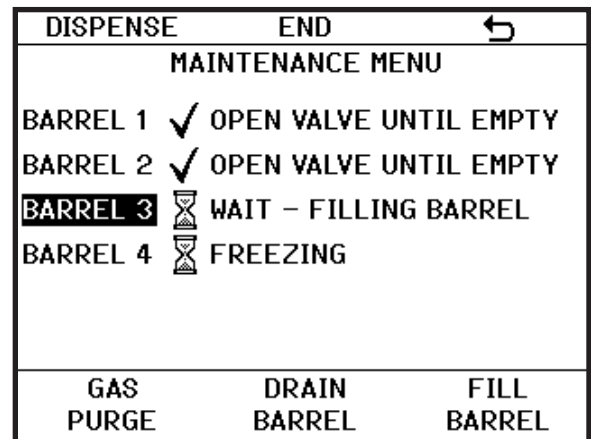 DISPENSE END
MAINTENANCE MENU
BARREL 1 OPEN VALVE UNTIL EMPTY
BARREL 2 OPEN VALVE UNTIL EMPTY
BARREL 3 WAIT – FILLING BARREL
BARREL 4 FREEZING
GAS DRAIN FILL
PURGE BARREL BARREL